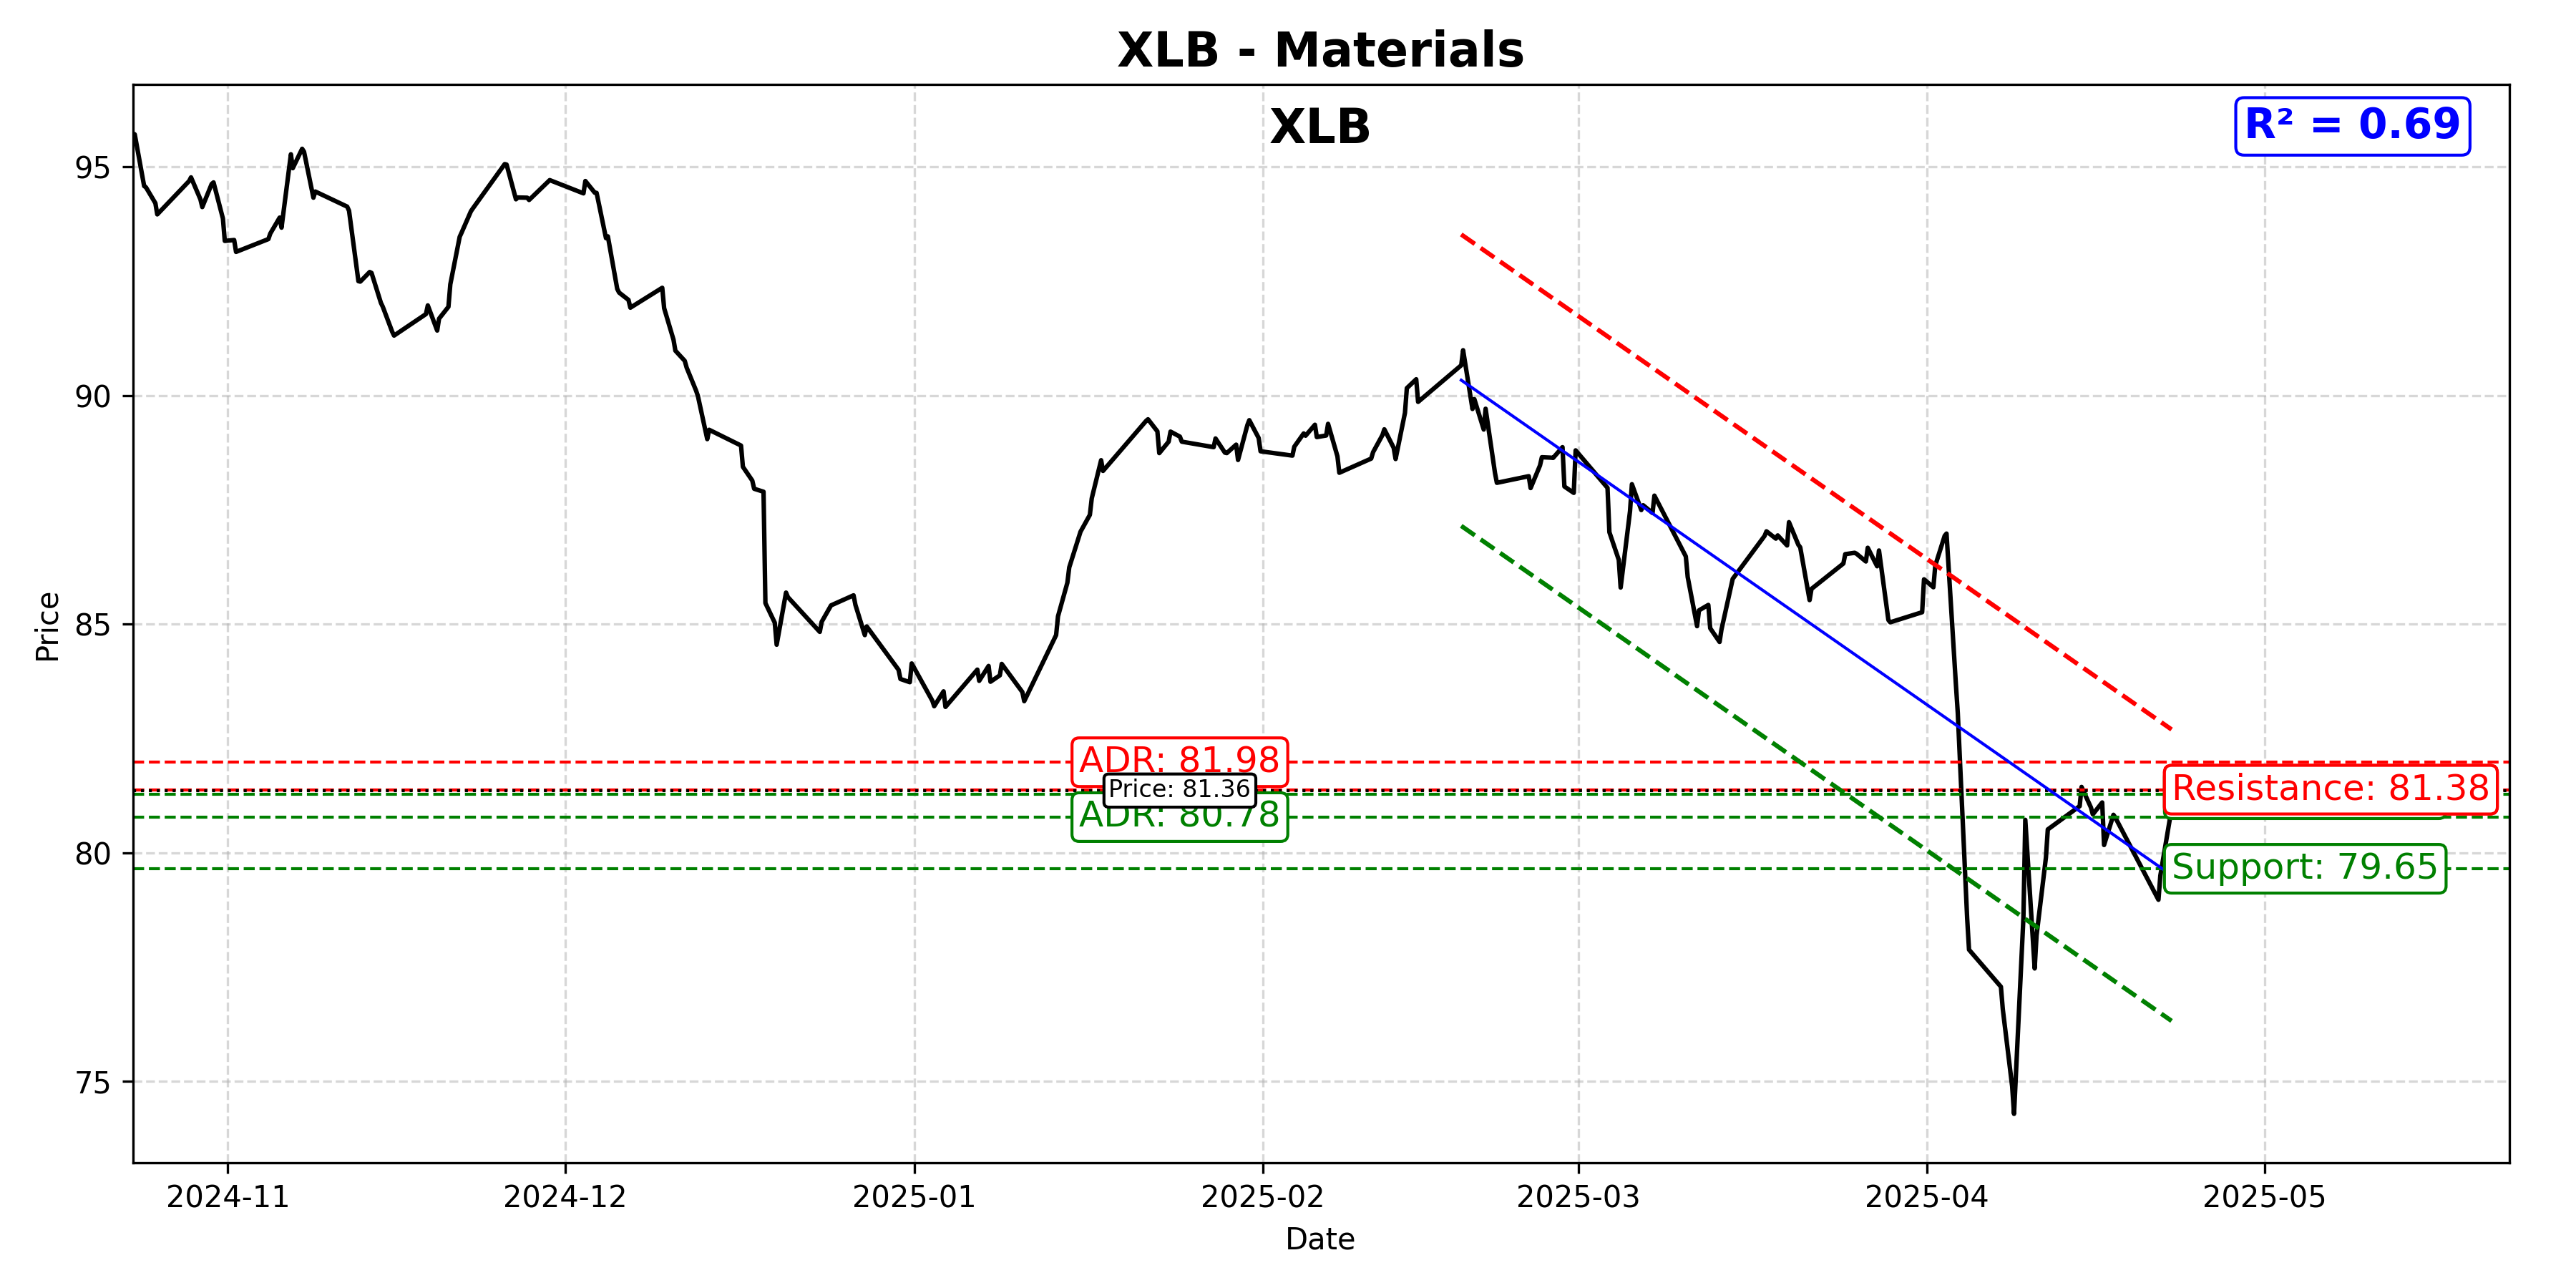 XLB - Materials
XLB
R² = 0.69
95
90
85
80
75
Price
ADR: 81.98
Price: 81.36
ADR: 80.78
Resistance: 81.38
Support: 79.65
2024-11
2024-12
2025-01
2025-02
2025-03
2025-04
2025-05
Date